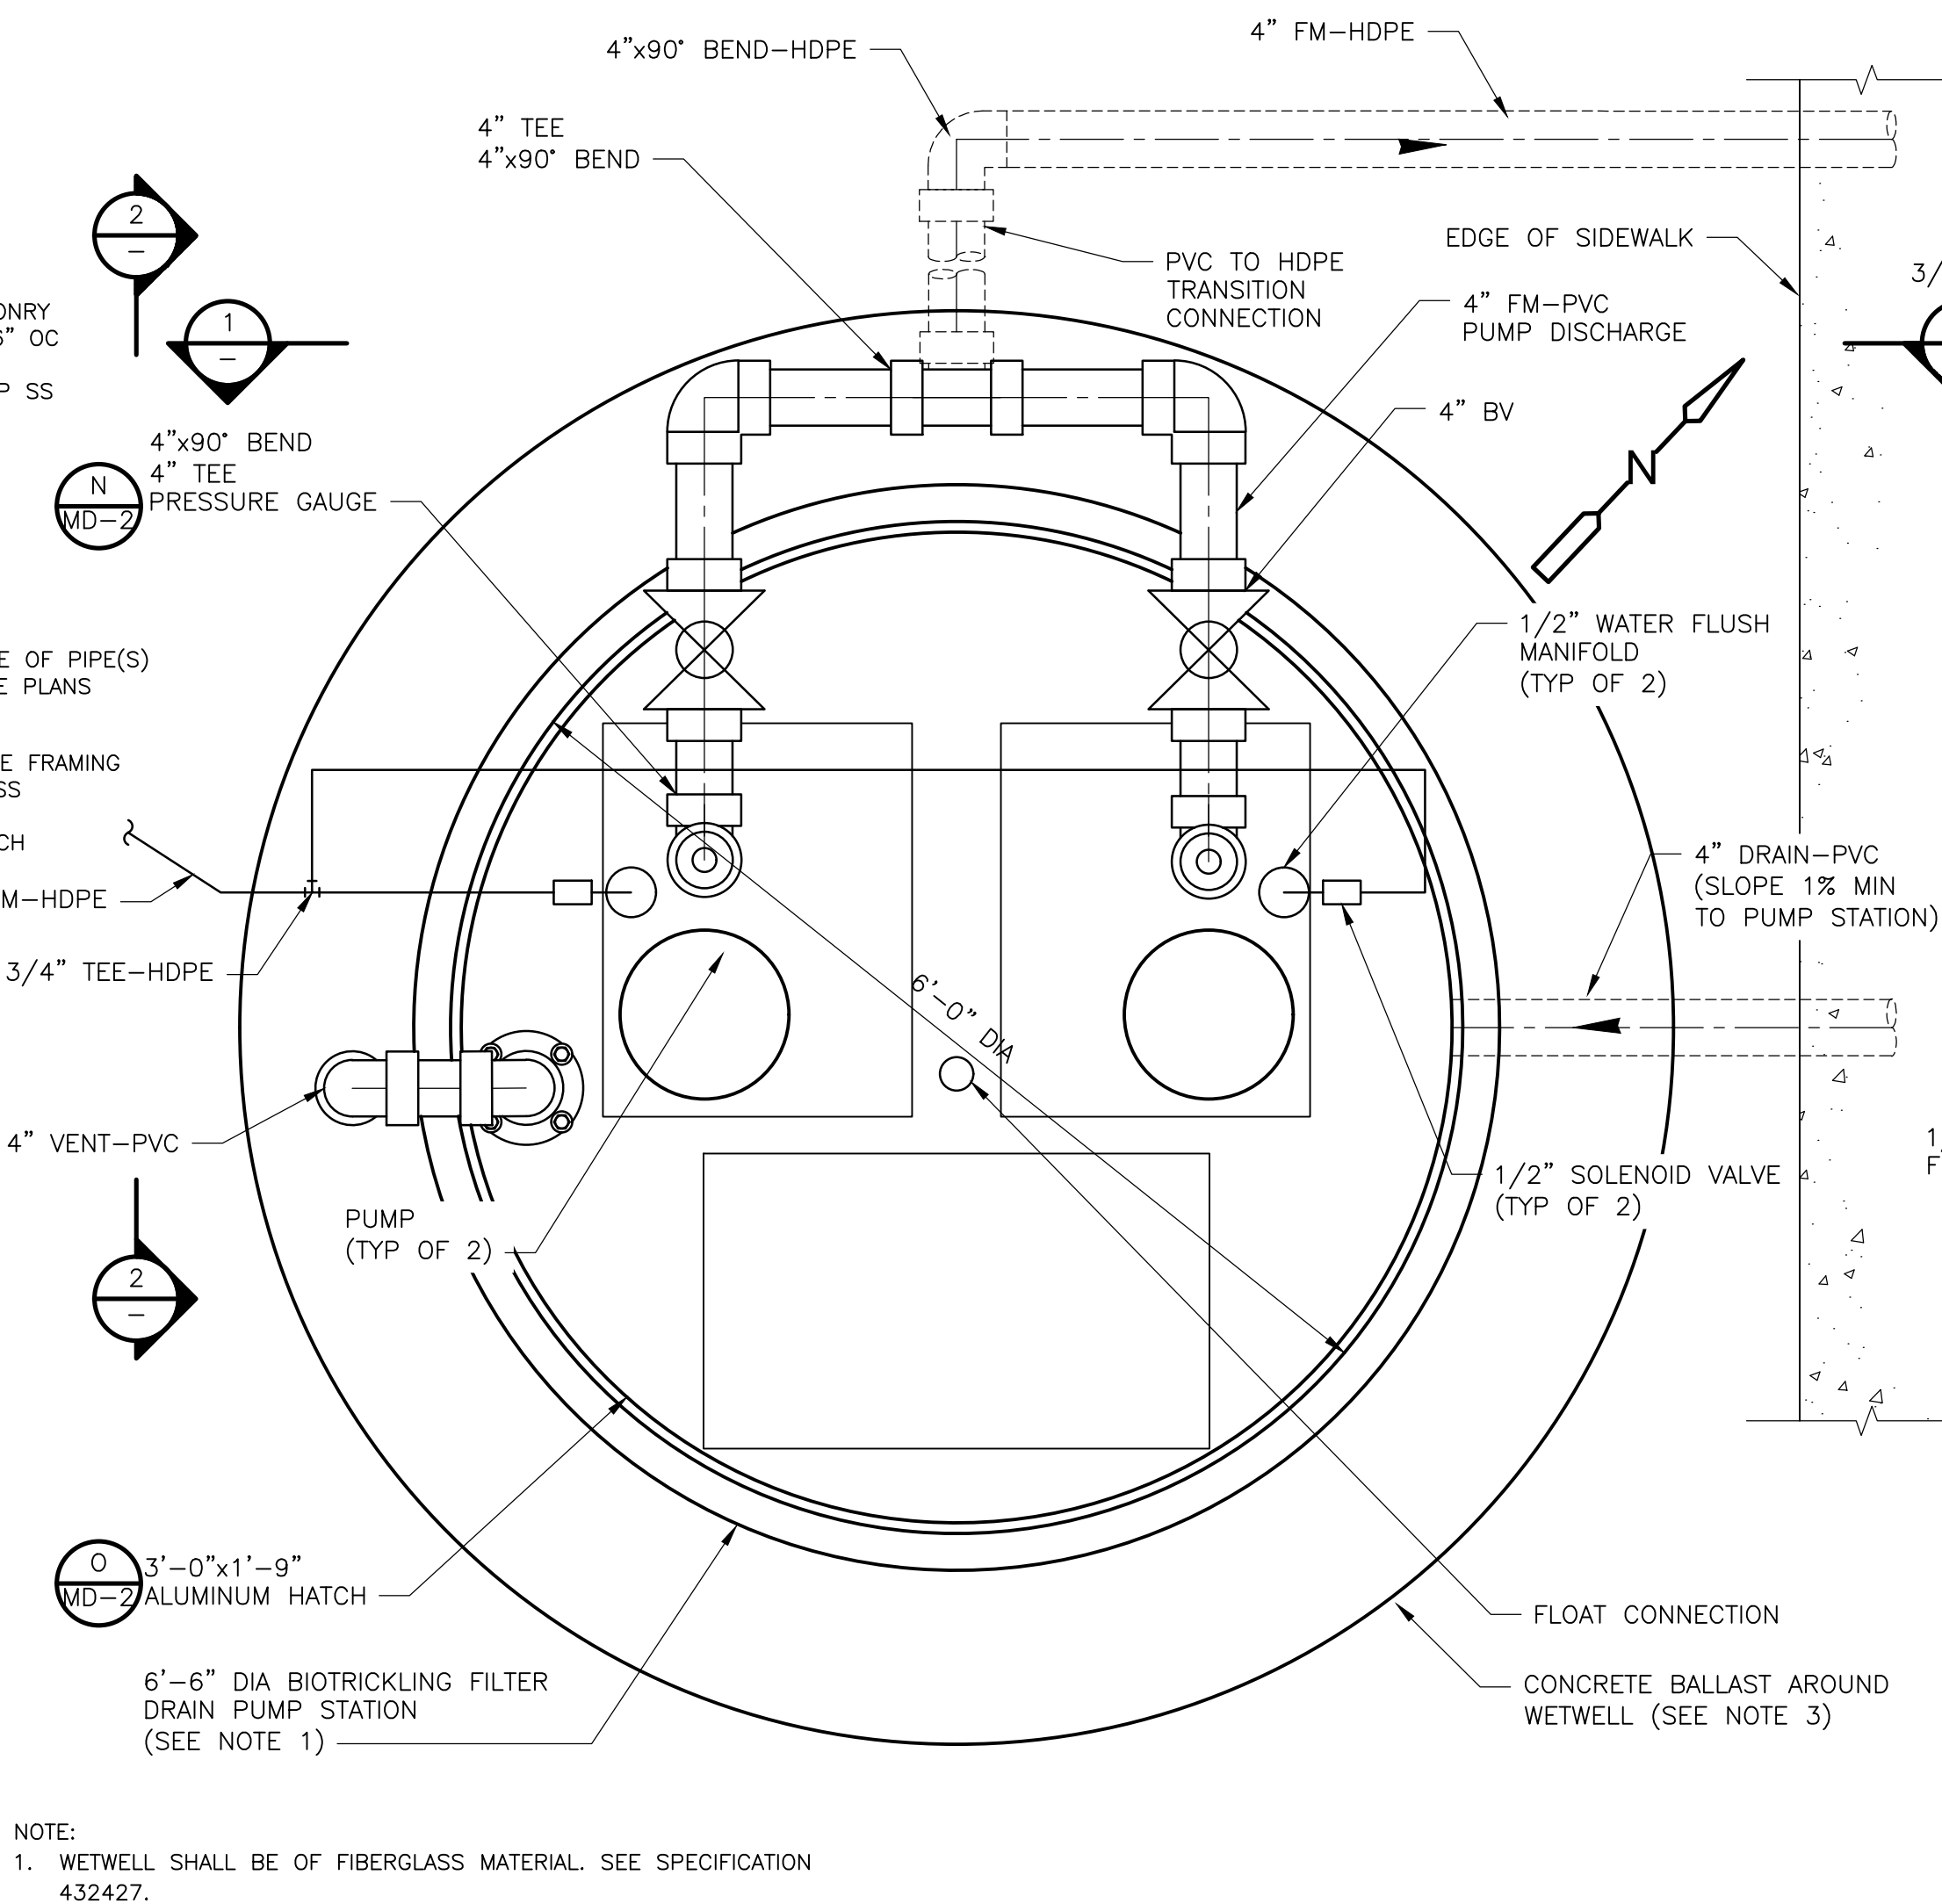 4”x90° BEND-HDPE
4” FM-HDPE
4” TEE
4”x90° BEND
2
–
EDGE OF SIDEWALK
PVC TO HDPE
TRANSITION
CONNECTION
3/
6” OC
1
–
4” FM-PVC
PUMP DISCHARGE
P SS
4” BV
4”x90° BEND
4” TEE
PRESSURE GAUGE
N
MD-2
N
1/2” WATER FLUSH
MANIFOLD
(TYP OF 2)
E OF PIPE(S)
E PLANS
E FRAMING
SS
CH
M-HDPE
3/4” TEE-HDPE
4” DRAIN-PVC
(SLOPE 1% MIN
TO PUMP STATION)
6’-0” DIA
4” VENT-PVC
1/2” SOLENOID VALVE
(TYP OF 2)
PUMP
(TYP OF 2)
2
–
O
MD-2
3’-0”x1’-9”
ALUMINUM HATCH
FLOAT CONNECTION
6’-6” DIA BIOTRICKLING FILTER
DRAIN PUMP STATION
(SEE NOTE 1)
CONCRETE BALLAST AROUND
WETWELL (SEE NOTE 3)
NOTE:
1. WETWELL SHALL BE OF FIBERGLASS MATERIAL. SEE SPECIFICATION
432427.